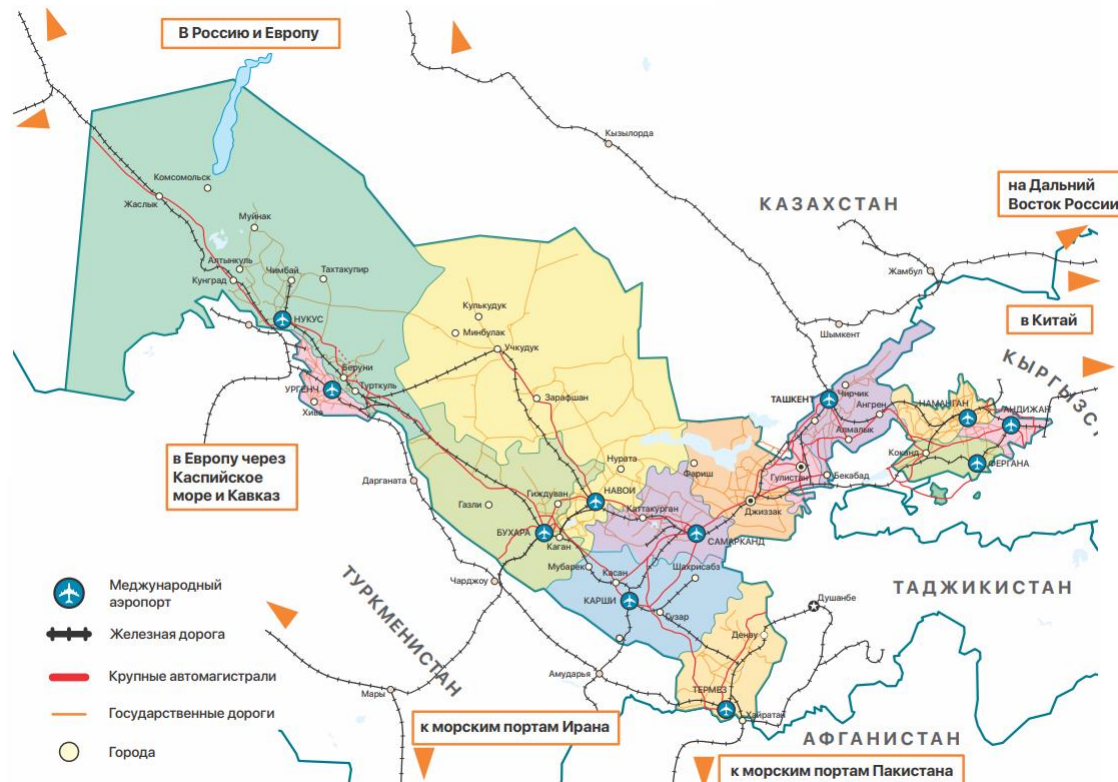 В Россию и Европу
Кызылорда
Комсомольск
Жаслык
КАЗАХСТАН
на Дальний
Восток России
Муйнак
Алтынкуль
Чимбай
Тахтакупир
Кунград
Жамбул
НУКУС
Кулькудук
Минбулак
Учкудук
Шымкент
в Китай
КЫРГЫЗСТ
Беруни
УРГЕНЧ
Турткуль
Хива
Зарафшан
ТАШКЕНТ
Чирчик
Ангрен
НАМАНГАН
АНДИЖАН
Алмалык
Коканд
ФЕРГАНА
в Европу через
Каспийское
море и Кавказ
Дарганата
Нурата
Фариш
Гулистан
Бекабад
Газли
Гиждуван
НАВОИ
Каттакурган
Джиззак
БУХАРА
Каган
САМАРКАНД
Мубарек
Касан
Шахрисабз
Чарджоу
КАРШИ
Гузар
ТАДЖИКИСТАН
Душанбе
ТУРКМЕНИСТАН
Денау
Амударья
Мары
ТЕРМЕЗ
Хайратан
АФГАНИСТАН
к морским портам Ирана
к морским портам Пакистана
Меджународный
аэропорт
Железная дорога
Крупные автомагистрали
Государственные дороги
Города